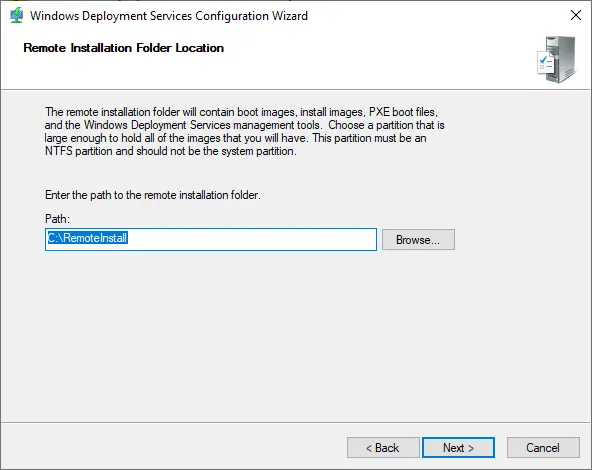 Windows Deployment Services Configuration Wizard
Remote Installation Folder Location
The remote installation folder will contain boot images, install images, PXE boot files,
and the Windows Deployment Services management tools. Choose a partition that is
large enough to hold all of the images that you will have. This partition must be an
NTFS partition and should not be the system partition.
Enter the path to the remote installation folder.
Path:
C:\RemoteInstall
Browse...
< Back
Next >
Cancel